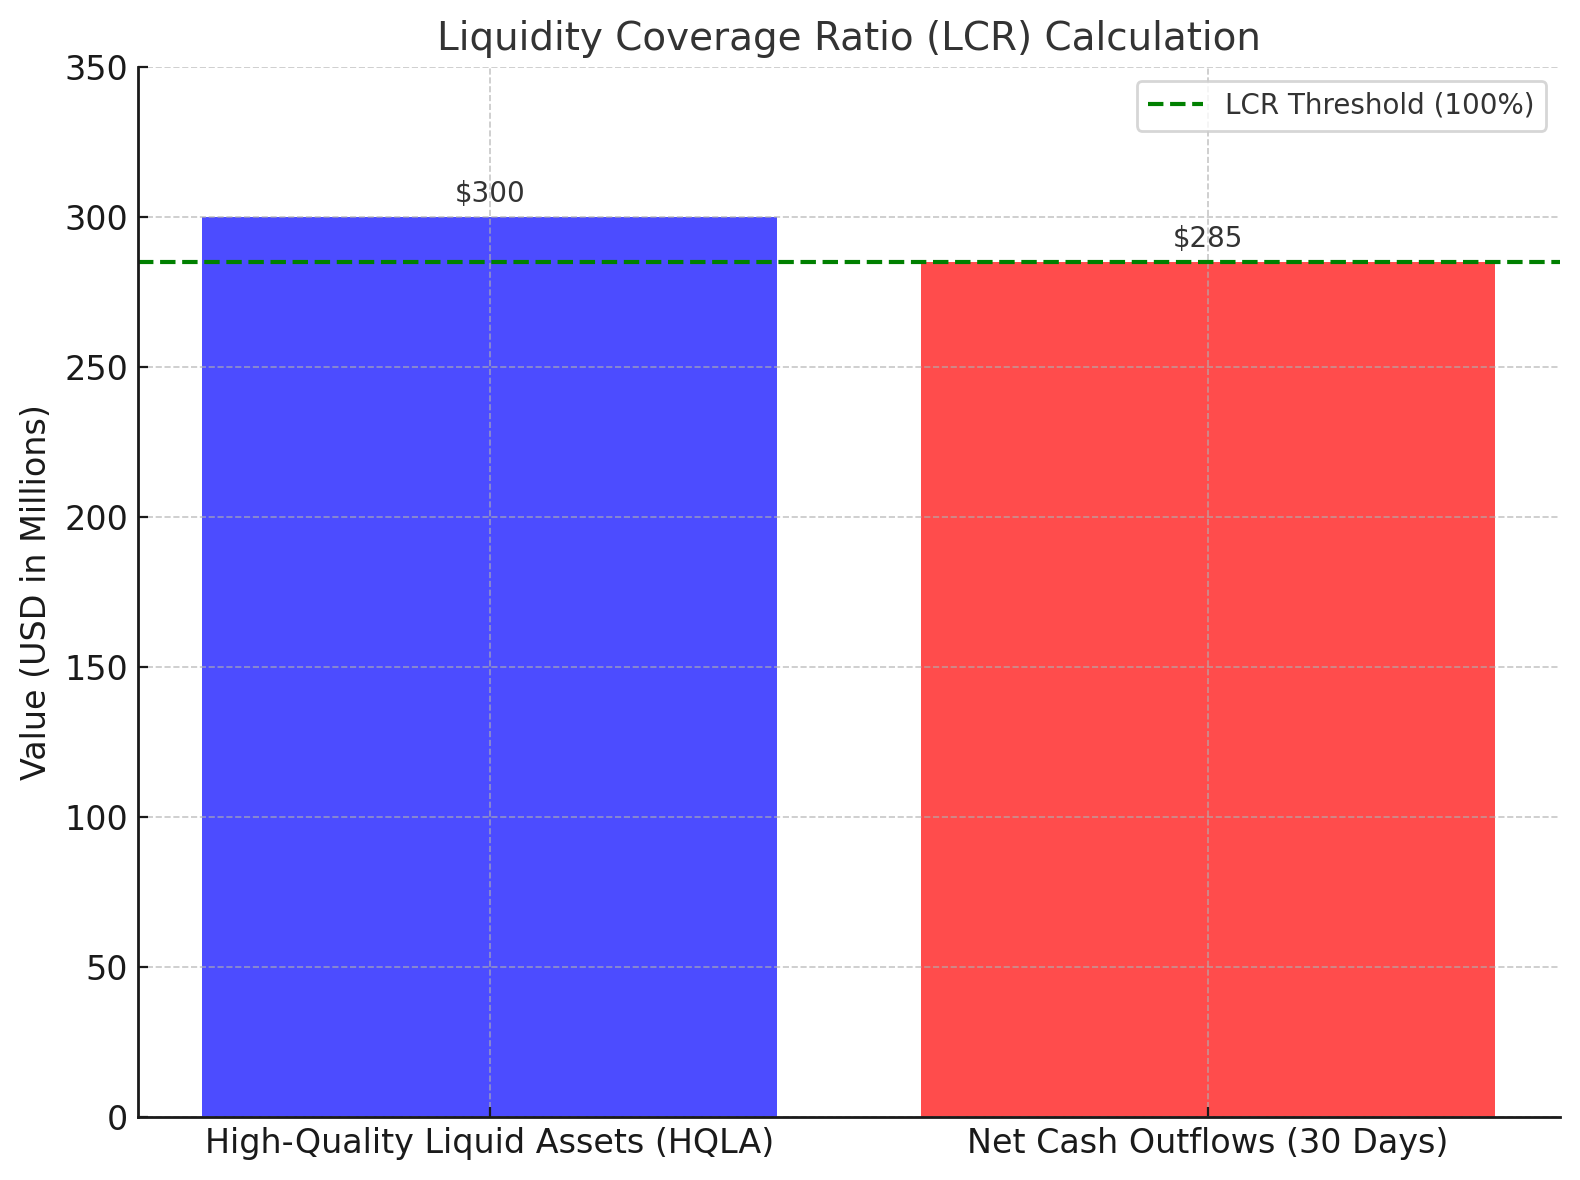 Liquidity Coverage Ratio (LCR) Calculation
350
LCR Threshold (100%)
$300
300
$285
250
200
150
100
50
0
Value (USD in Millions)
High-Quality Liquid Assets (HQLA)
Net Cash Outflows (30 Days)